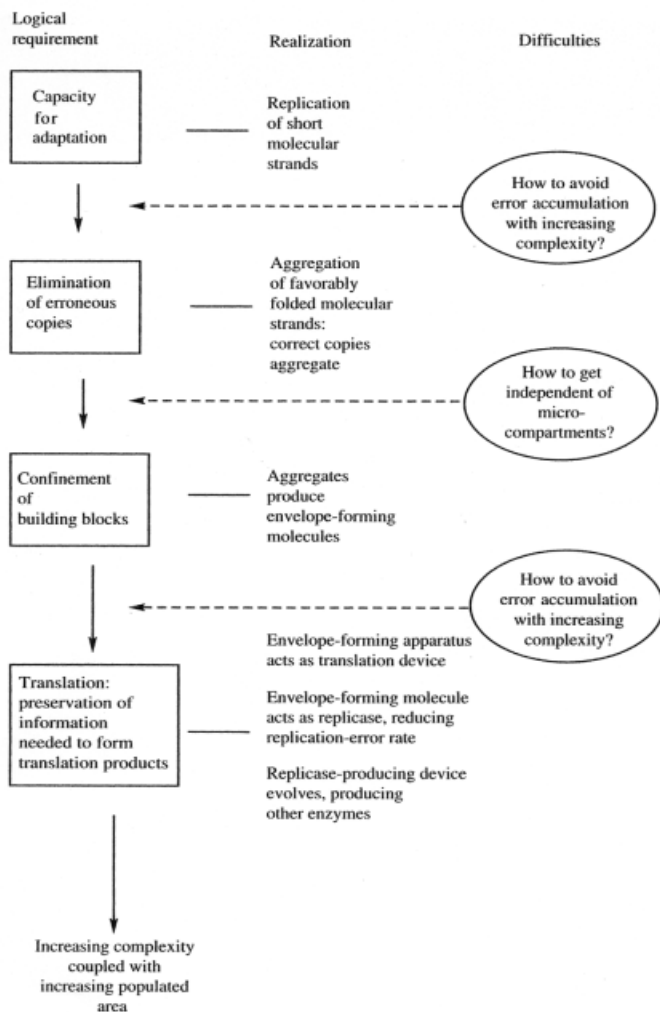 Logical
requirement
Realization
Difficulties
Capacity
for
adaptation
Replication
of short
molecular
strands
How to avoid
error accumulation
with increasing
complexity?
Elimination
of erroneous
copies
Aggregation
of favorably
folded molecular
strands:
correct copies
aggregate
How to get
independent of
micro-
compartments?
Confinement
of
building blocks
Aggregates
produce
envelope-forming
molecules
How to avoid
error accumulation
with increasing
complexity?
Translation:
preservation of
information
needed to form
translation products
Envelope-forming apparatus
acts as translation device
Envelope-forming molecule
acts as replicase, reducing
replication-error rate
Replicase-producing device
evolves, producing
other enzymes
Increasing complexity
coupled with
increasing populated
area